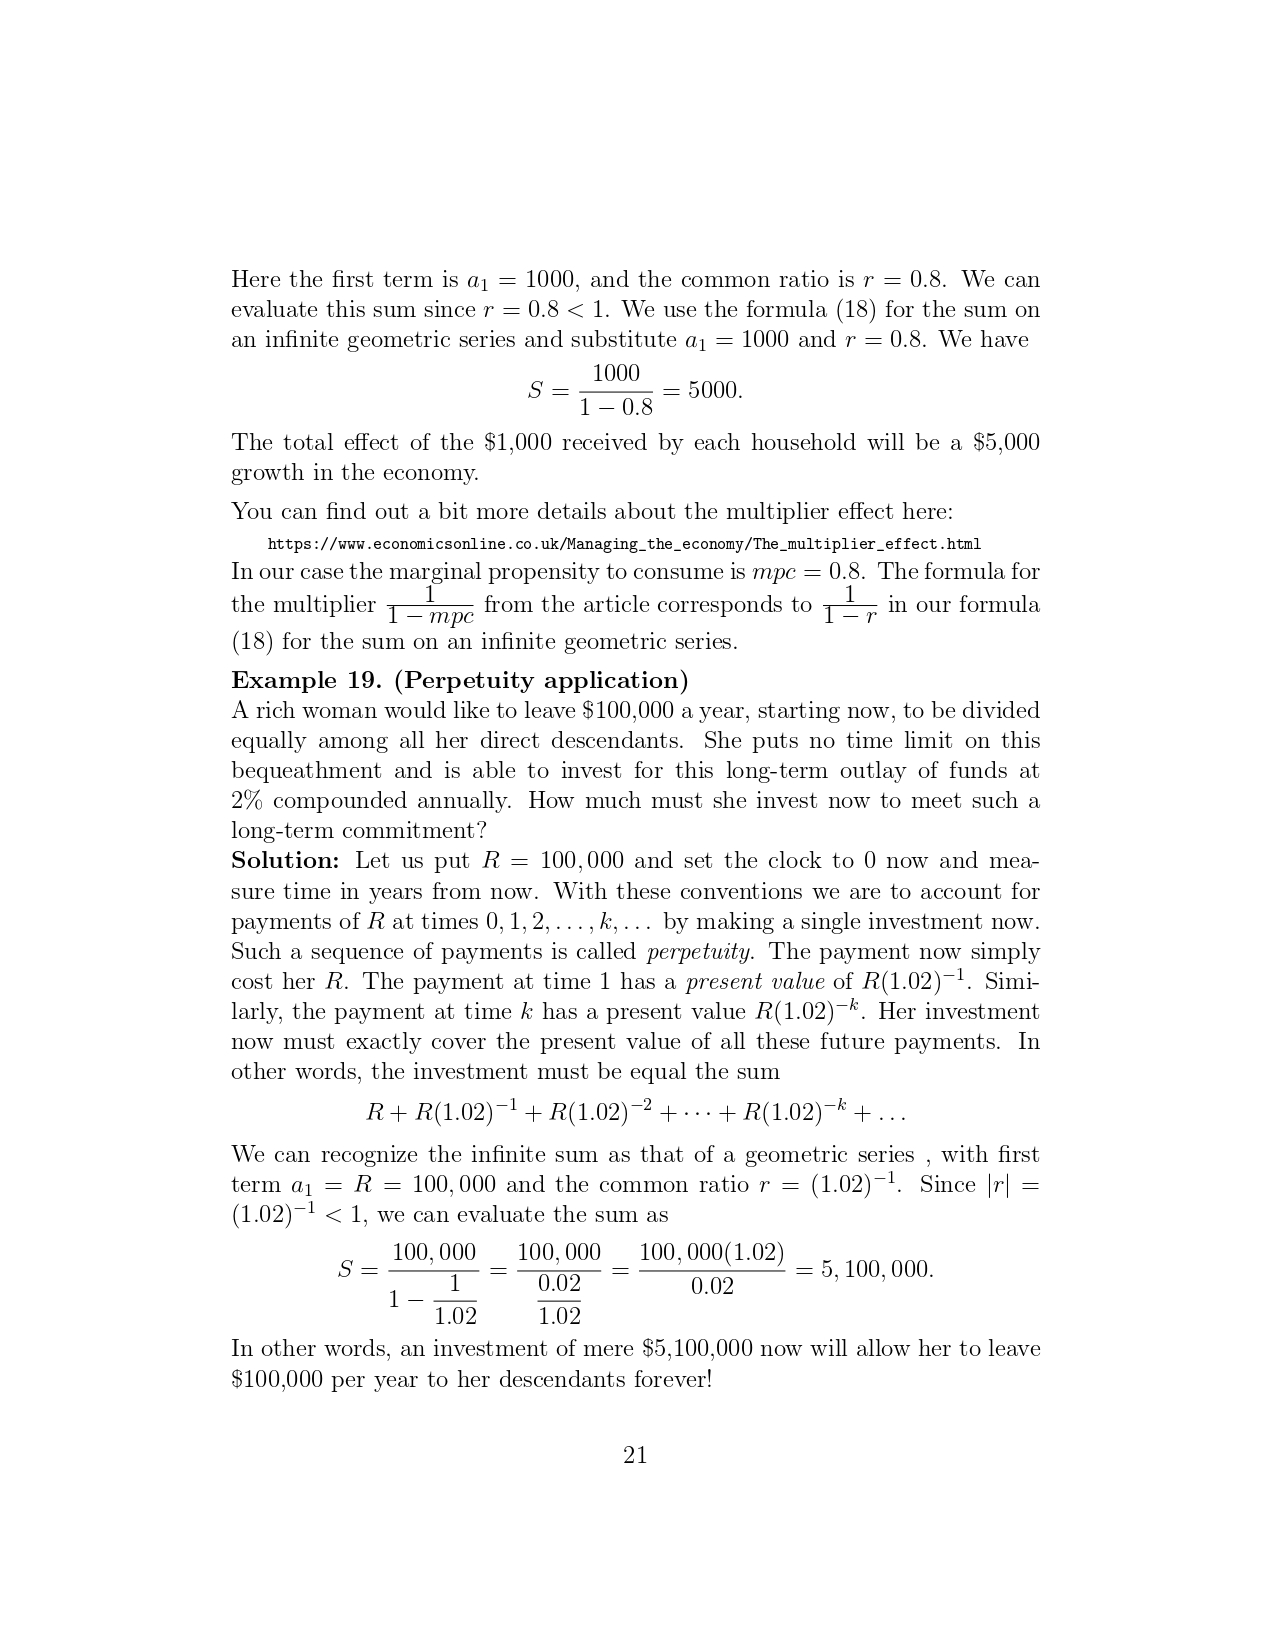 Here the first term is a₁ = 1000, and the common ratio is r = 0.8. We can
evaluate this sum since r = 0.8 < 1. We use the formula (18) for the sum on
an infinite geometric series and substitute a₁ = 1000 and r = 0.8. We have
S = \frac{1000}{1 − 0.8} = 5000.
The total effect of the $1,000 received by each household will be a $5,000
growth in the economy.
You can find out a bit more details about the multiplier effect here:
https://www.economicsonline.co.uk/Managing_the_economy/The_multiplier_effect.html
In our case the marginal propensity to consume is mpc = 0.8. The formula for
the multiplier \frac{1}{1 − mpc} from the article corresponds to \frac{1}{1 − r} in our formula
(18) for the sum on an infinite geometric series.
Example 19. (Perpetuity application)
A rich woman would like to leave $100,000 a year, starting now, to be divided
equally among all her direct descendants. She puts no time limit on this
bequeathment and is able to invest for this long-term outlay of funds at
2% compounded annually. How much must she invest now to meet such a
long-term commitment?
Solution: Let us put R = 100, 000 and set the clock to 0 now and mea-
sure time in years from now. With these conventions we are to account for
payments of R at times 0, 1, 2, . . . , k, . . . by making a single investment now.
Such a sequence of payments is called perpetuity. The payment now simply
cost her R. The payment at time 1 has a present value of R(1.02)⁻¹. Simi-
larly, the payment at time k has a present value R(1.02)⁻ᵏ. Her investment
now must exactly cover the present value of all these future payments. In
other words, the investment must be equal the sum
R + R(1.02)⁻¹ + R(1.02)⁻² + · · · + R(1.02)⁻ᵏ + . . .
We can recognize the infinite sum as that of a geometric series , with first
term a₁ = R = 100, 000 and the common ratio r = (1.02)⁻¹. Since |r| =
(1.02)⁻¹ < 1, we can evaluate the sum as
S = \frac{100, 000}{1 − \frac{1}{1.02}} = \frac{100, 000}{\frac{0.02}{1.02}} = \frac{100, 000(1.02)}{0.02} = 5, 100, 000.
In other words, an investment of mere $5,100,000 now will allow her to leave
$100,000 per year to her descendants forever!
21